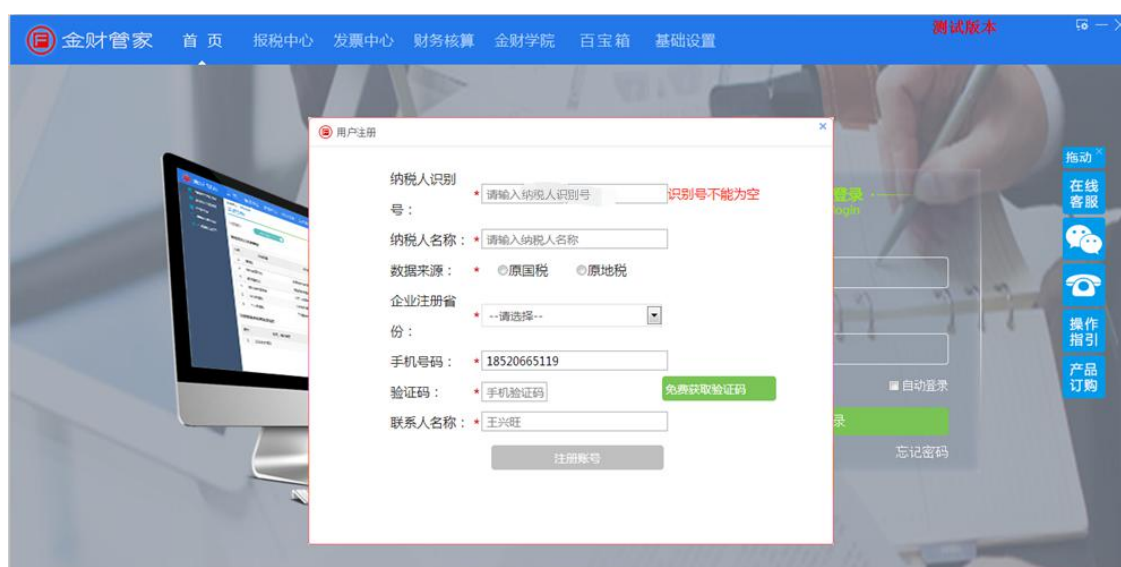 金财管家 首 页 报税中心 发票中心 财务核算 金财学院 百宝箱 基础设置 测试版本
用户注册
纳税人识别
号： * 请输入纳税人识别号 识别号不能为空
纳税人名称： * 请输入纳税人名称
数据来源： * 原国税 原地税
企业注册省
份： * --请选择--
手机号码： * 18520665119
验证码： * 手机验证码 免费获取验证码
联系人名称： * 王兴旺
注册账号
登录
login
自动登录
录
忘记密码
拖动
在线
客服
操作
指引
产品
订购